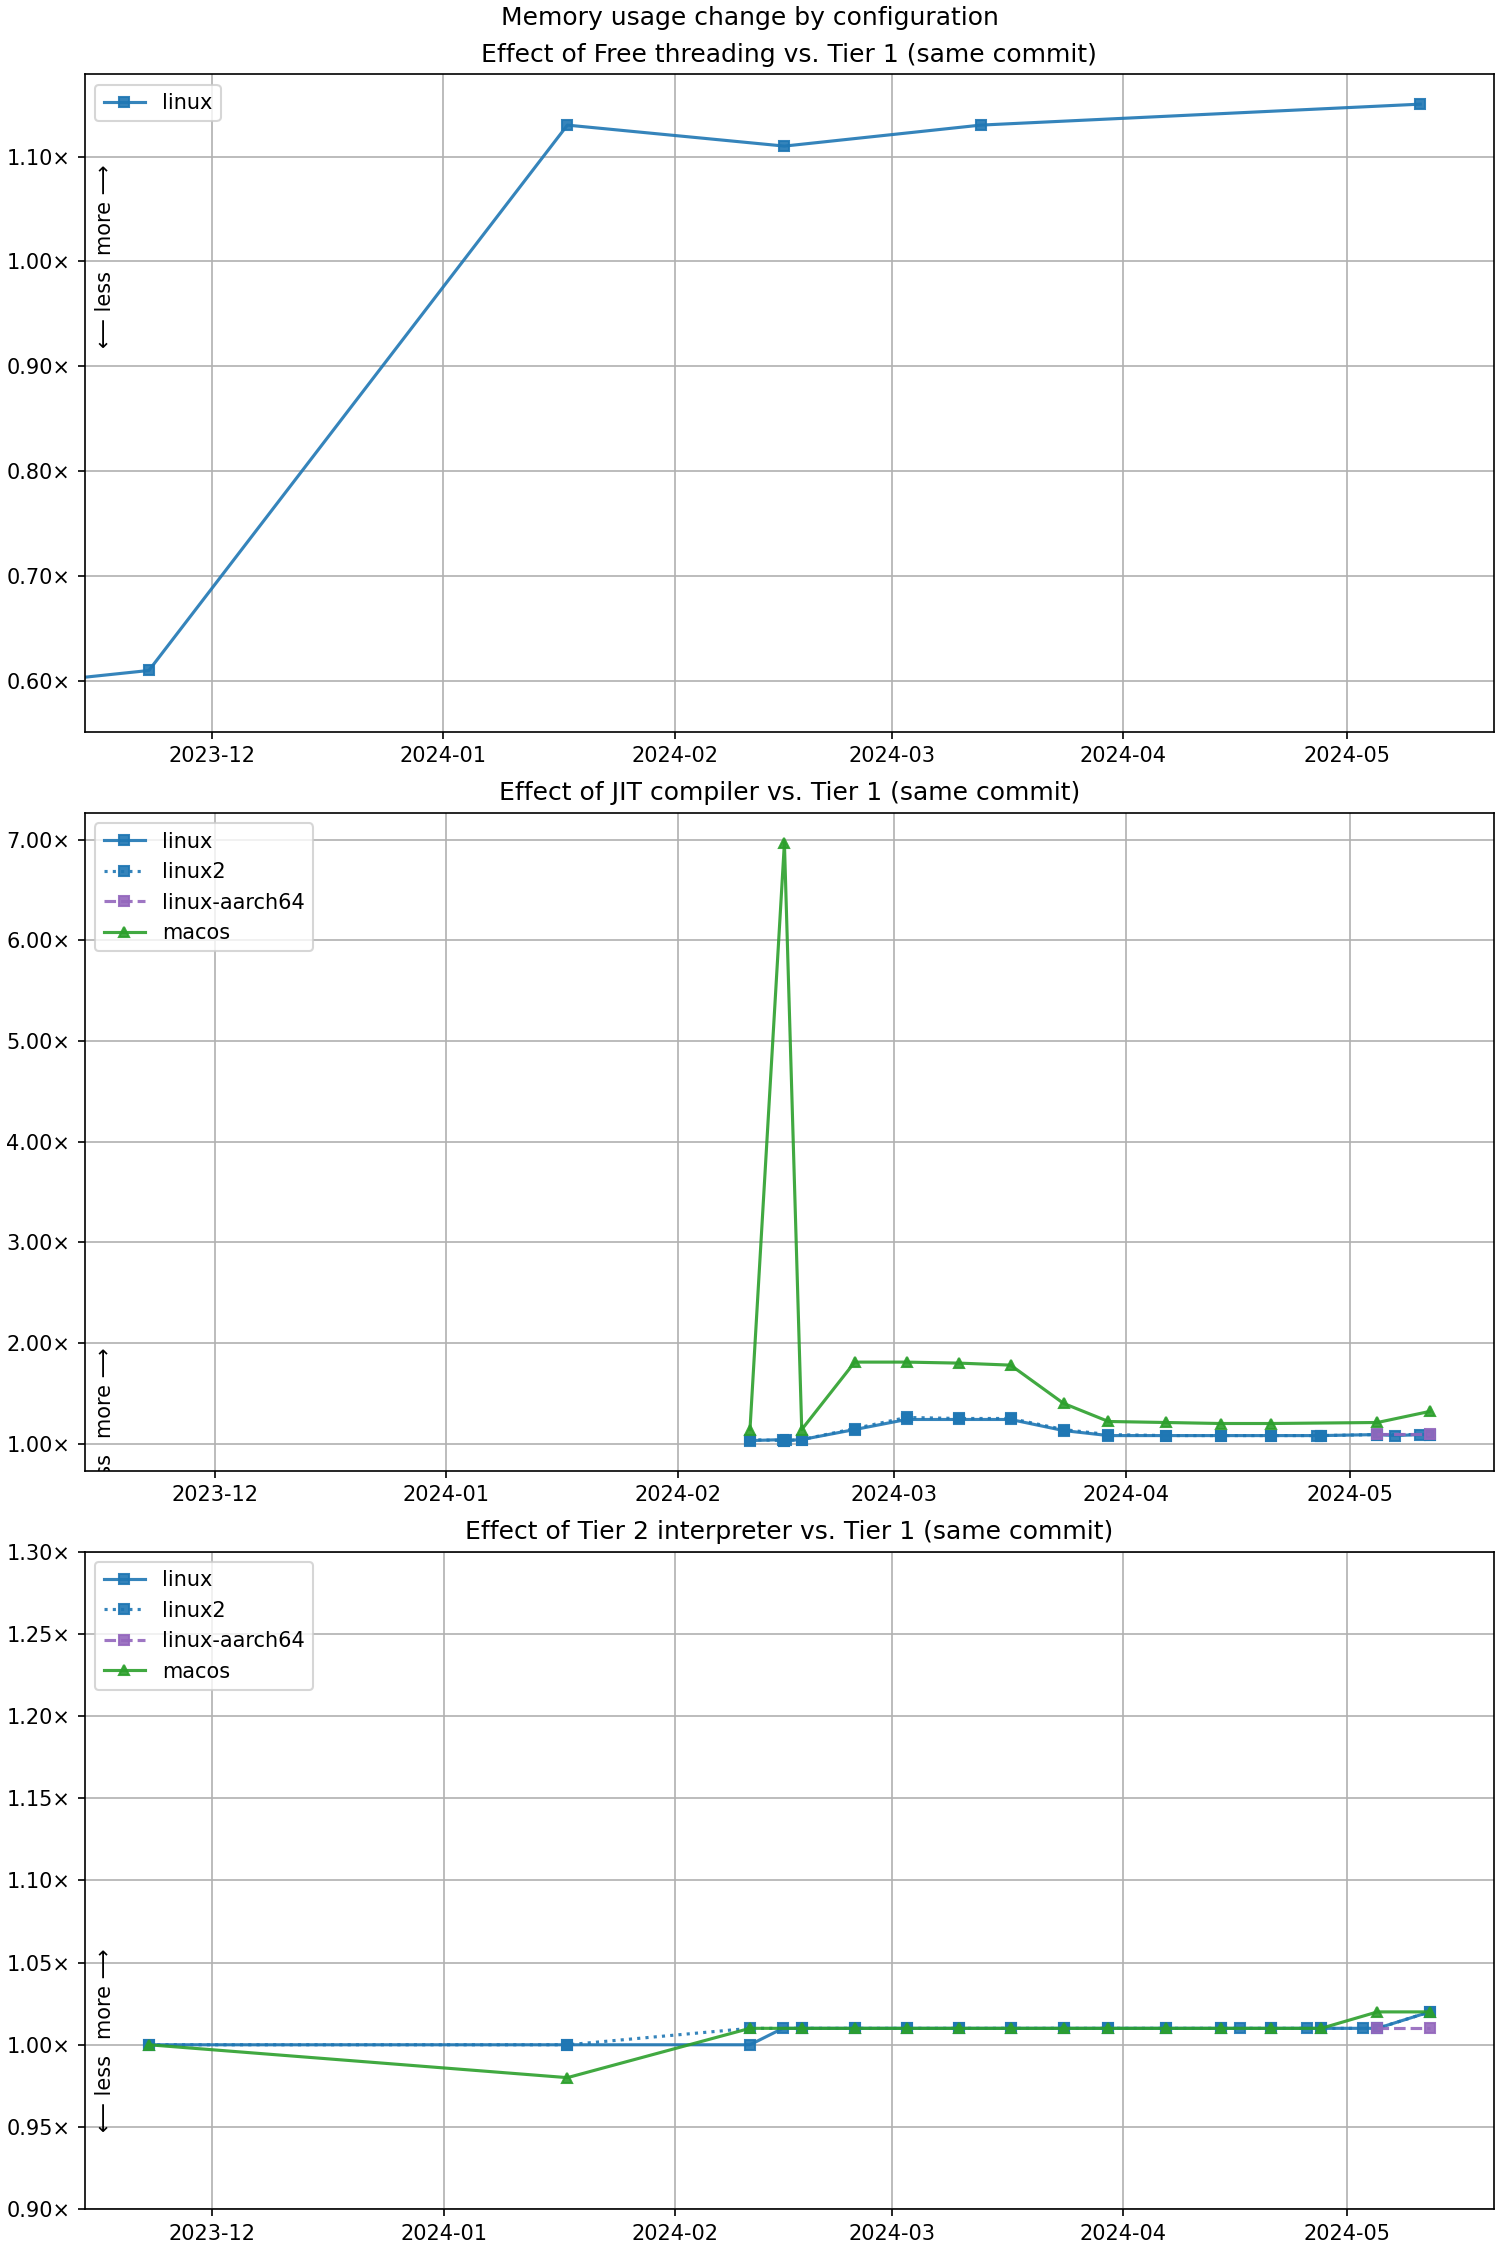 Memory usage change by configuration
Effect of Free threading vs. Tier 1 (same commit)
linux
1.10×
1.00×
0.90×
0.80×
0.70×
0.60×
← less more →
2023-12 2024-01 2024-02 2024-03 2024-04 2024-05
Effect of JIT compiler vs. Tier 1 (same commit)
linux
linux2
linux-aarch64
macos
7.00×
6.00×
5.00×
4.00×
3.00×
2.00×
1.00×
ss more →
2023-12 2024-01 2024-02 2024-03 2024-04 2024-05
Effect of Tier 2 interpreter vs. Tier 1 (same commit)
linux
linux2
linux-aarch64
macos
1.30×
1.25×
1.20×
1.15×
1.10×
1.05×
1.00×
0.95×
0.90×
← less more →
2023-12 2024-01 2024-02 2024-03 2024-04 2024-05